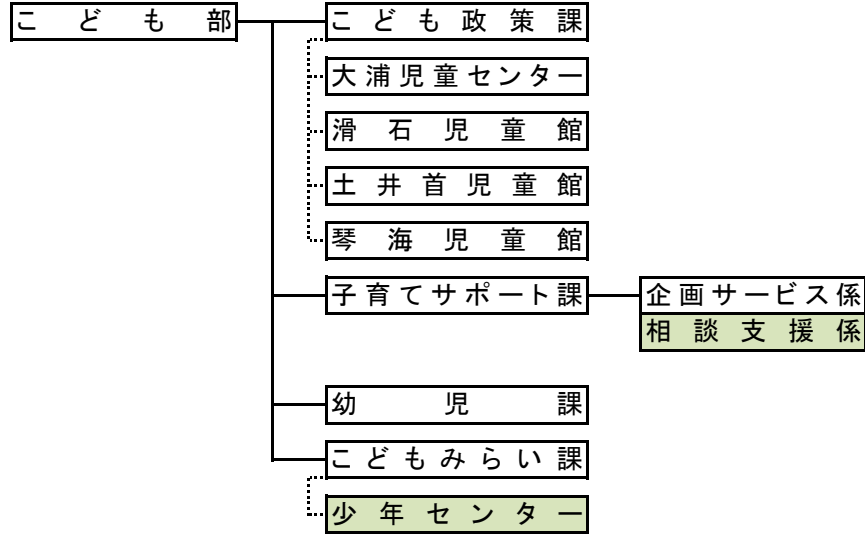 こども部
こども政策課
大浦児童センター
滑石児童館
土井首児童館
琴海児童館
子育てサポート課
企画サービス係
相談支援係
幼児課
こどもみらい課
少年センター